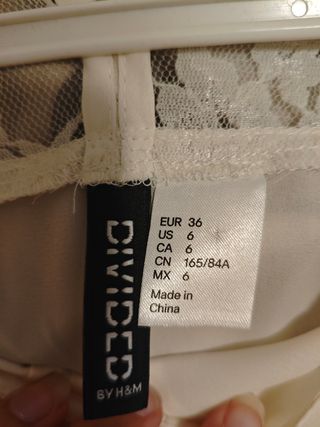 EUR 36
US 6
CA 6
CN 165/84A
MX 6
Made in
China
DIVIDED
BY H&M